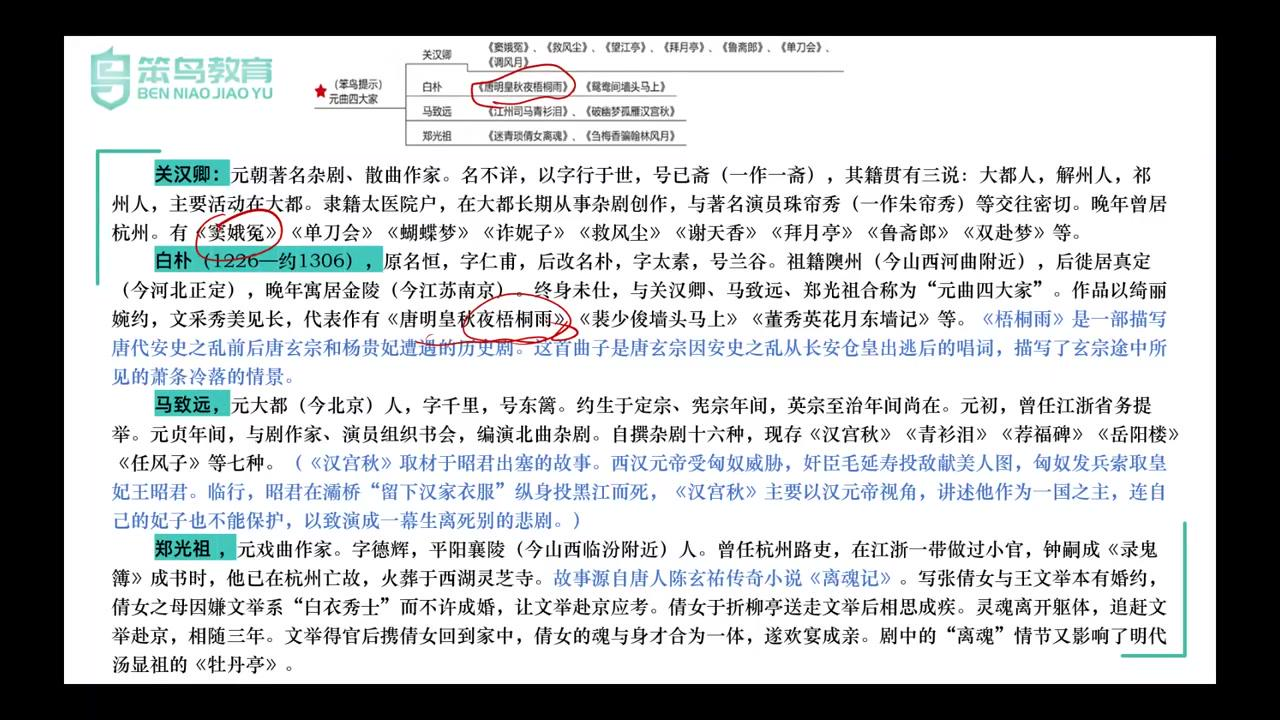 笨鸟教育
BEN NIAO JIAO YU
(笨鸟提示)
元曲四大家
关汉卿
《窦娥冤》、《救风尘》、《望江亭》、《拜月亭》、《鲁斋郎》、《单刀会》、
《调风月》
白朴
《唐明皇秋夜梧桐雨》 《鸳鸯间墙头马上》
马致远
《江州司马青衫泪》、《破幽梦孤雁汉宫秋》
郑光祖
《迷青琐倩女离魂》、《㑇梅香骗翰林风月》
关汉卿：元朝著名杂剧、散曲作家。名不详，以字行于世，号已斋（一作一斋），其籍贯有三说：大都人，解州人，祁
州人，主要活动在大都。隶籍太医院户，在大都长期从事杂剧创作，与著名演员珠帘秀（一作朱帘秀）等交往密切。晚年曾居
杭州。有《窦娥冤》《单刀会》《蝴蝶梦》《诈妮子》《救风尘》《谢天香》《拜月亭》《鲁斋郎》《双赴梦》等。
白朴（1226—约1306），原名恒，字仁甫，后改名朴，字太素，号兰谷。祖籍隩州（今山西河曲附近），后徙居真定
（今河北正定），晚年寓居金陵（今江苏南京）。终身未仕，与关汉卿、马致远、郑光祖合称为“元曲四大家”。作品以绮丽
婉约，文采秀美见长，代表作有《唐明皇秋夜梧桐雨》《裴少俊墙头马上》《董秀英花月东墙记》等。《梧桐雨》是一部描写
唐代安史之乱前后唐玄宗和杨贵妃遭遇的历史剧。这首曲子是唐玄宗因安史之乱从长安仓皇出逃后的唱词，描写了玄宗途中所
见的萧条冷落的情景。
马致远，元大都（今北京）人，字千里，号东篱。约生于定宗、宪宗年间，英宗至治年间尚在。元初，曾任江浙省务提
举。元贞年间，与剧作家、演员组织书会，编演北曲杂剧。自撰杂剧十六种，现存《汉宫秋》《青衫泪》《荐福碑》《岳阳楼》
《任风子》等七种。（《汉宫秋》取材于昭君出塞的故事。西汉元帝受匈奴威胁，奸臣毛延寿投敌献美人图，匈奴发兵索取皇
妃王昭君。临行，昭君在灞桥“留下汉家衣服”纵身投黑江而死，《汉宫秋》主要以汉元帝视角，讲述他作为一国之主，连自
己的妃子也不能保护，以致演成一幕生离死别的悲剧。）
郑光祖 ，元戏曲作家。字德辉，平阳襄陵（今山西临汾附近）人。曾任杭州路吏，在江浙一带做过小官，钟嗣成《录鬼
簿》成书时，他已在杭州亡故，火葬于西湖灵芝寺。故事源自唐人陈玄祐传奇小说《离魂记》。写张倩女与王文举本有婚约，
倩女之母因嫌文举系“白衣秀士”而不许成婚，让文举赴京应考。倩女于折柳亭送走文举后相思成疾。灵魂离开躯体，追赶文
举赴京，相随三年。文举得官后携倩女回到家中，倩女的魂与身才合为一体，遂欢宴成亲。剧中的“离魂”情节又影响了明代
汤显祖的《牡丹亭》。